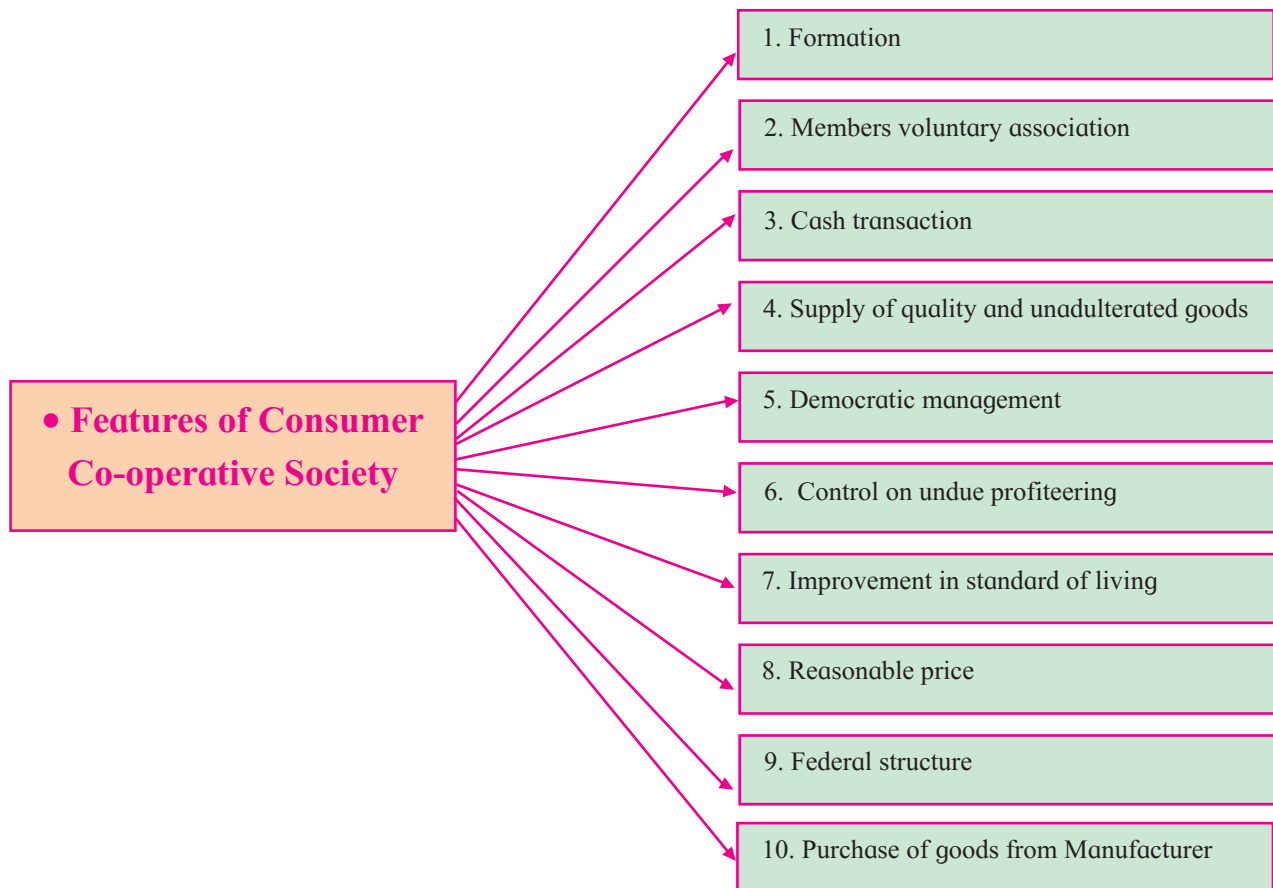 • Features of Consumer
Co-operative Society
1. Formation
2. Members voluntary association
3. Cash transaction
4. Supply of quality and unadulterated goods
5. Democratic management
6. Control on undue profiteering
7. Improvement in standard of living
8. Reasonable price
9. Federal structure
10. Purchase of goods from Manufacturer